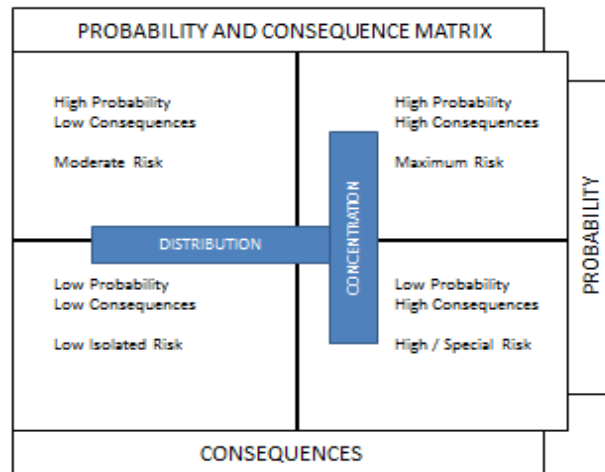 PROBABILITY AND CONSEQUENCE MATRIX
High Probability
Low Consequences
Moderate Risk
High Probability
High Consequences
Maximum Risk
DISTRIBUTION
CONCENTRATION
PROBABILITY
Low Probability
Low Consequences
Low Isolated Risk
Low Probability
High Consequences
High / Special Risk
CONSEQUENCES